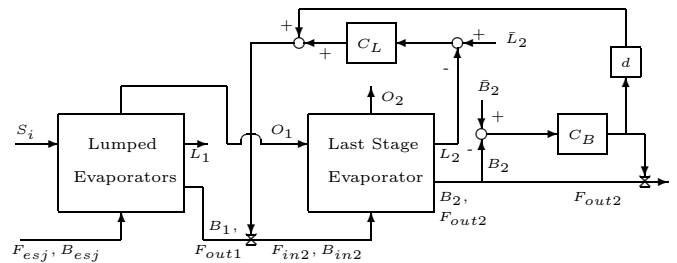 +
C_L
+
+
L̄_2
-
d
B̄_2
+
-
C_B
O_2
S_i
Lumped
Evaporators
L_1
O_1
Last Stage
Evaporator
L_2
B_2
B_2,
F_out2
F_out2
B_1,
F_out1
F_in2, B_in2
F_esj, B_esj